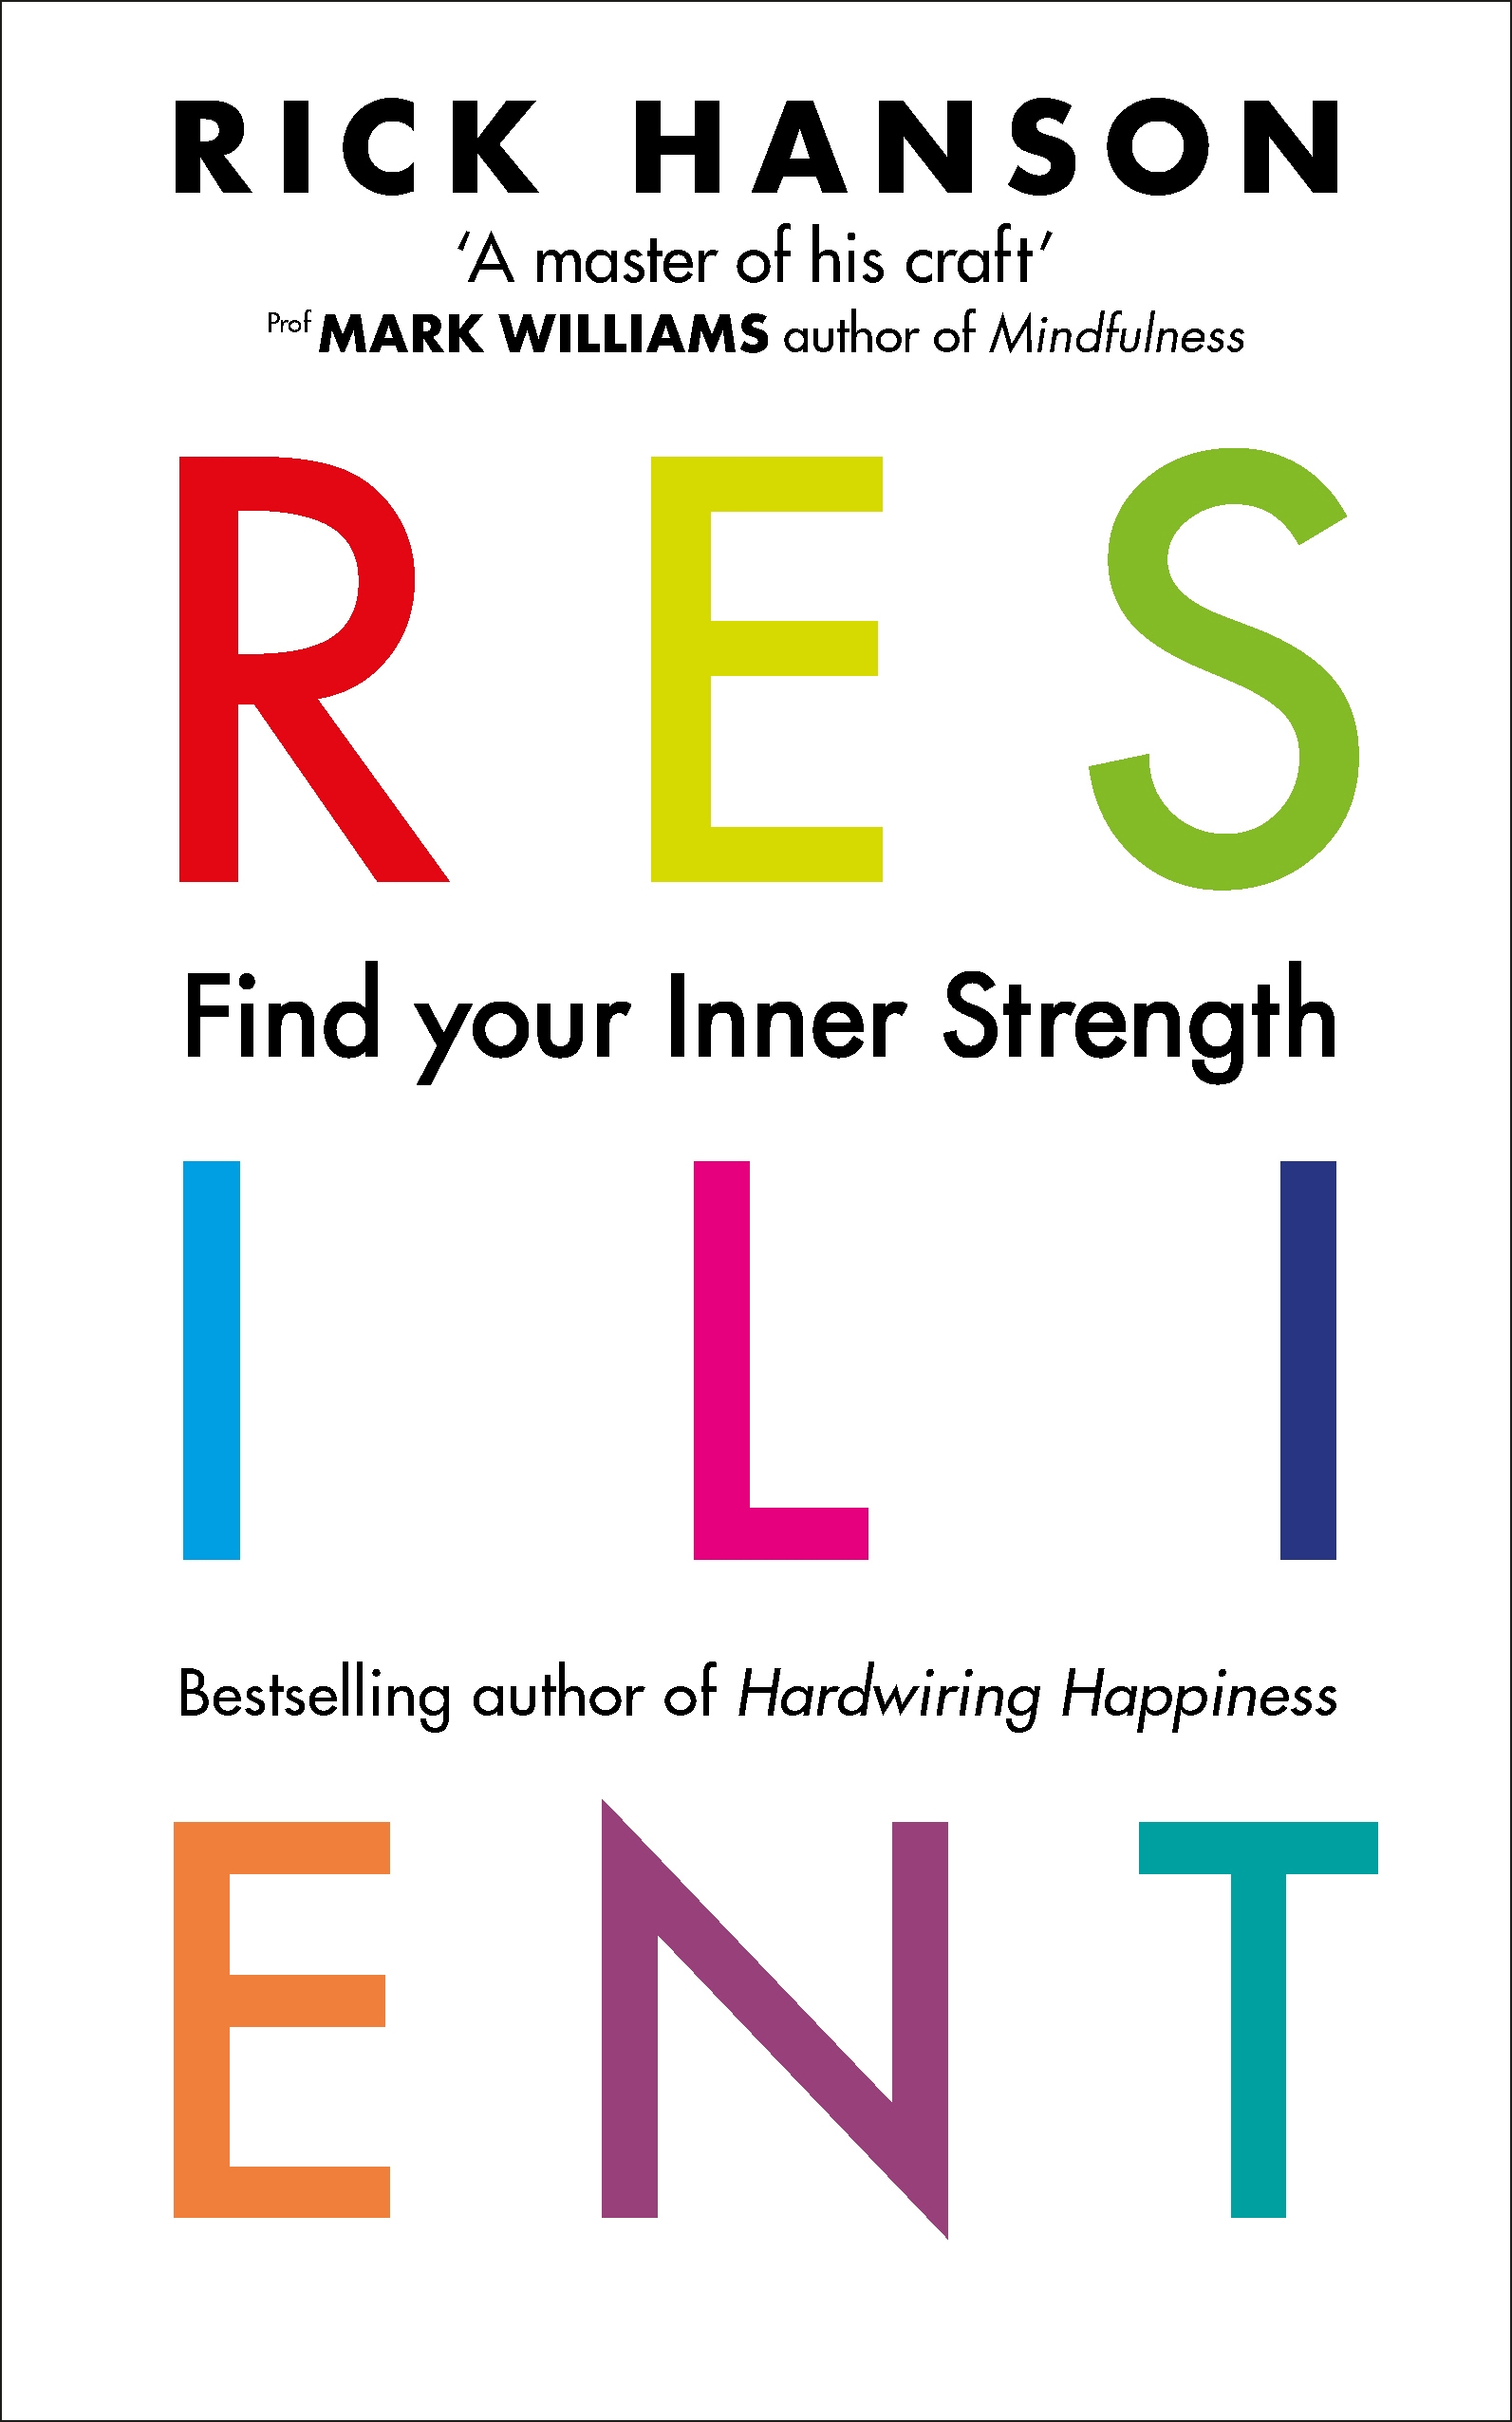 RICK HANSON
‘A master of his craft’
Prof MARK WILLIAMS author of Mindfulness
RES
Find your Inner Strength
ILI
Bestselling author of Hardwiring Happiness
ENT